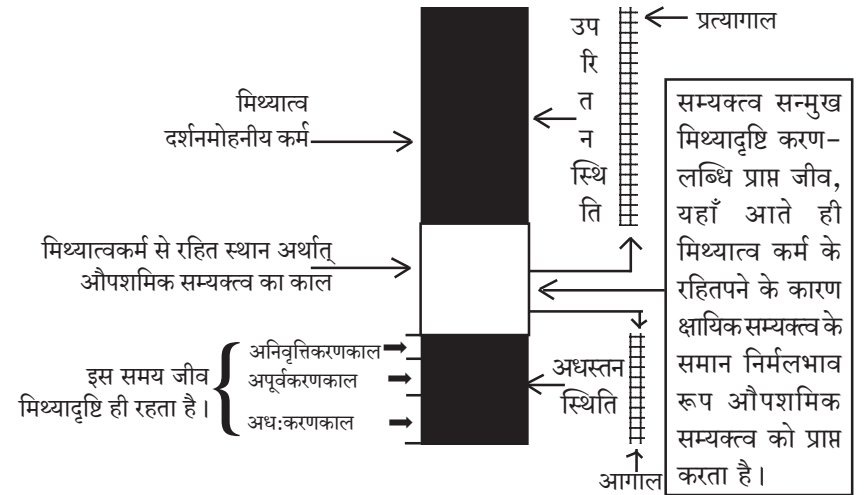 प्रत्यागाल
उप
रि
त
न
स्थि
ति
मिथ्यात्व
दर्शनमोहनीय कर्म
मिथ्यात्वकर्म से रहित स्थान अर्थात्
औपशमिक सम्यक्त्व का काल
सम्यक्त्व सन्मुख
मिथ्यादृष्टि करण-
लब्धि प्राप्त जीव,
यहाँ आते ही
मिथ्यात्व कर्म के
रहितपने के कारण
क्षायिक सम्यक्त्व के
समान निर्मलभाव
रूप औपशमिक
सम्यक्त्व को प्राप्त
करता है।
इस समय जीव
मिथ्यादृष्टि ही रहता है।
अनिवृत्तिकरणकाल
अपूर्वकरणकाल
अध:करणकाल
अधस्तन
स्थिति
आगाल